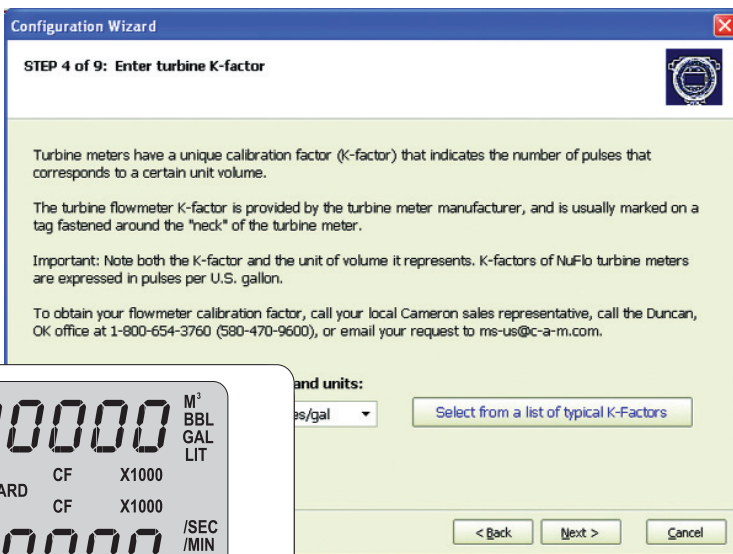 Configuration Wizard
STEP 4 of 9: Enter turbine K-factor
Turbine meters have a unique calibration factor (K-factor) that indicates the number of pulses that
corresponds to a certain unit volume.
The turbine flowmeter K-factor is provided by the turbine meter manufacturer, and is usually marked on a
tag fastened around the "neck" of the turbine meter.
Important: Note both the K-factor and the unit of volume it represents. K-factors of NuFlo turbine meters
are expressed in pulses per U.S. gallon.
To obtain your flowmeter calibration factor, call your local Cameron sales representative, call the Duncan,
OK office at 1-800-654-3760 (580-470-9600), or email your request to ms-us@c-a-m.com.
and units:
es/gal
Select from a list of typical K-Factors
< Back
Next >
Cancel
0000
M³
BBL
GAL
LIT
CF X1000
ARD
CF X1000
0000
/SEC
/MIN